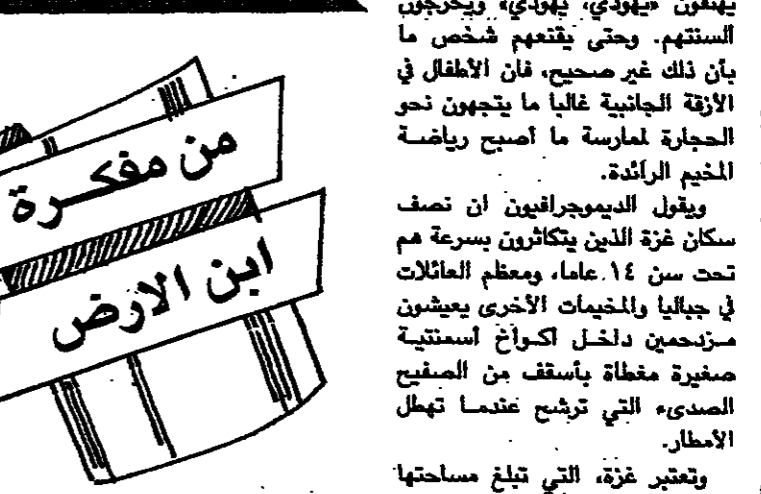 يهتفون «يهودي، يهودي» ويخرجون
السنتهم. وحتى يقتعهم شخص ما
بأن ذلك غير صحيح، فان الأطفال في
الأزقة الجانبية غالبا ما يتجهون نحو
الحجارة لممارسة ما أصبح رياضة
المخيم الرائدة.
ويقول الديموجرافيون ان نصف
سكان غزة الذين يتكاثرون بسرعة هم
تحت سن ١٤ عاما، ومعظم العائلات
في جباليا والمخيمات الأخرى يعيشون
مزدحمين داخل اكواخ أسمنتية
صغيرة مغطاة بأسقف من الصفيح
الصدىء التي ترشح عندما تهطل
الأمطار.
وتعتبر غزة، التي تبلغ مساحتها
من مفكرة
ابن الارض